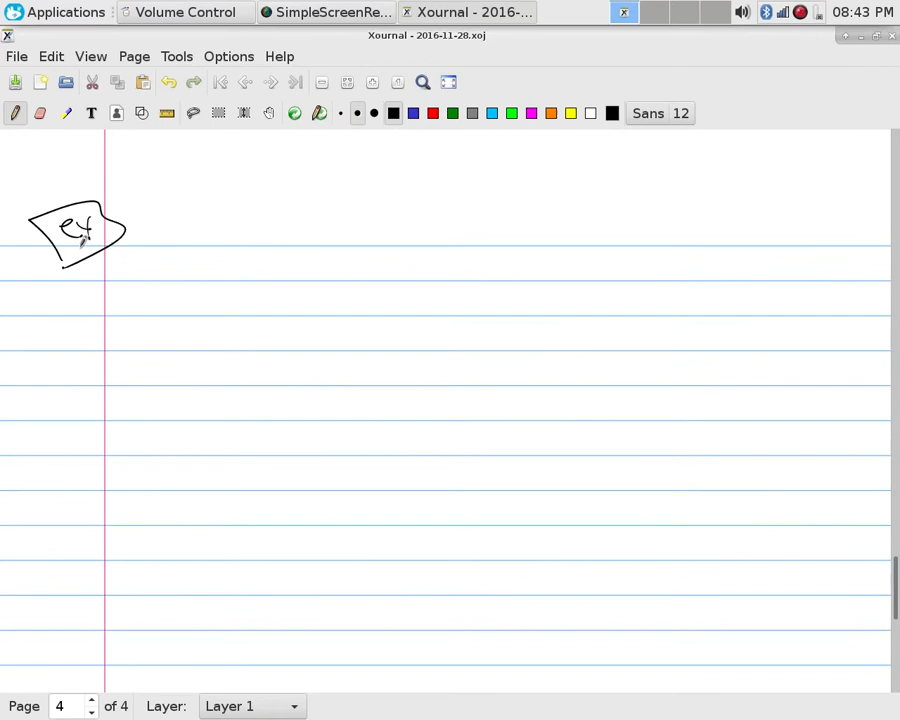 Applications
Volume Control
SimpleScreenRe...
Xournal - 2016-...
08:43 PM
Xournal - 2016-11-28.xoj
File Edit View Page Tools Options Help
T
Sans 12
ex
Page 4 of 4 Layer: Layer 1